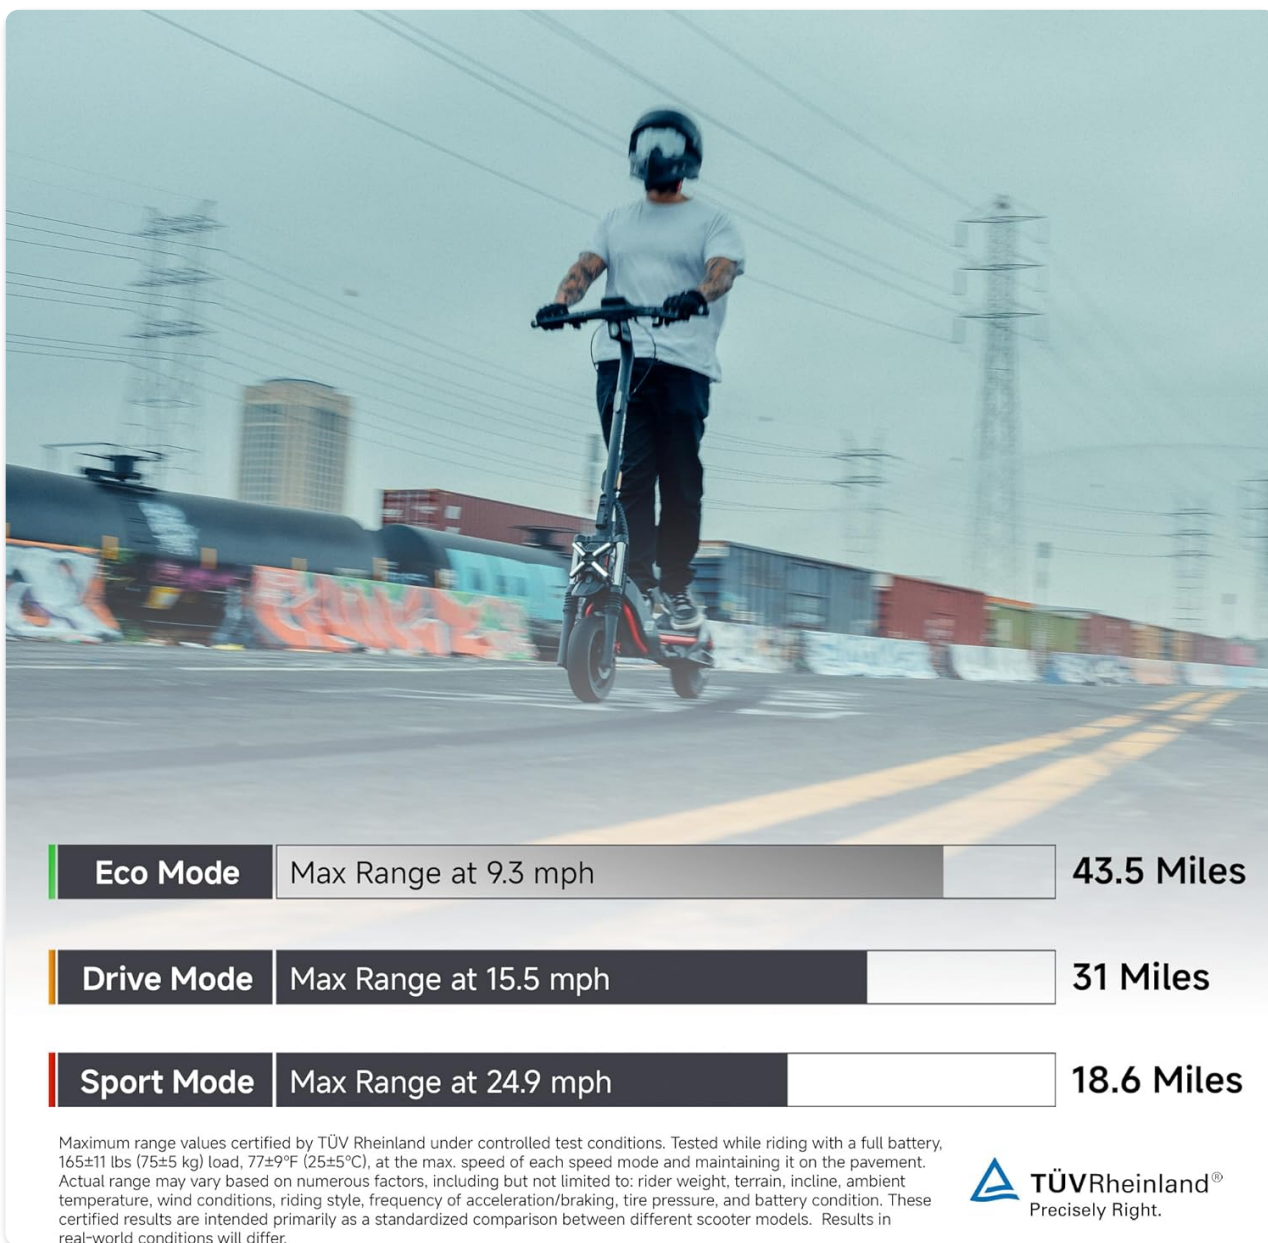 Eco Mode Max Range at 9.3 mph 43.5 Miles
Drive Mode Max Range at 15.5 mph 31 Miles
Sport Mode Max Range at 24.9 mph 18.6 Miles
Maximum range values certified by TÜV Rheinland under controlled test conditions. Tested while riding with a full battery,
165±11 lbs (75±5 kg) load, 77±9°F (25±5°C), at the max. speed of each speed mode and maintaining it on the pavement.
Actual range may vary based on numerous factors, including but not limited to: rider weight, terrain, incline, ambient
temperature, wind conditions, riding style, frequency of acceleration/braking, tire pressure, and battery condition. These
certified results are intended primarily as a standardized comparison between different scooter models. Results in
real-world conditions will differ.
TÜVRheinland®
Precisely Right.